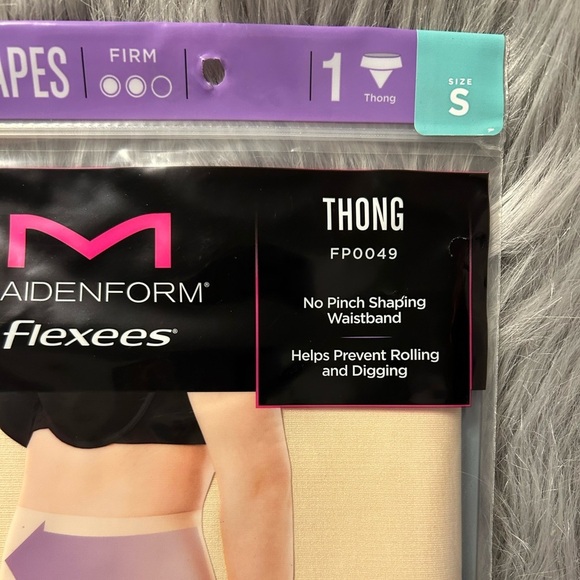 APES
FIRM
1
Thong
SIZE
S
AIDENFORM®
flexees®
THONG
FP0049
No Pinch Shaping
Waistband
Helps Prevent Rolling
and Digging